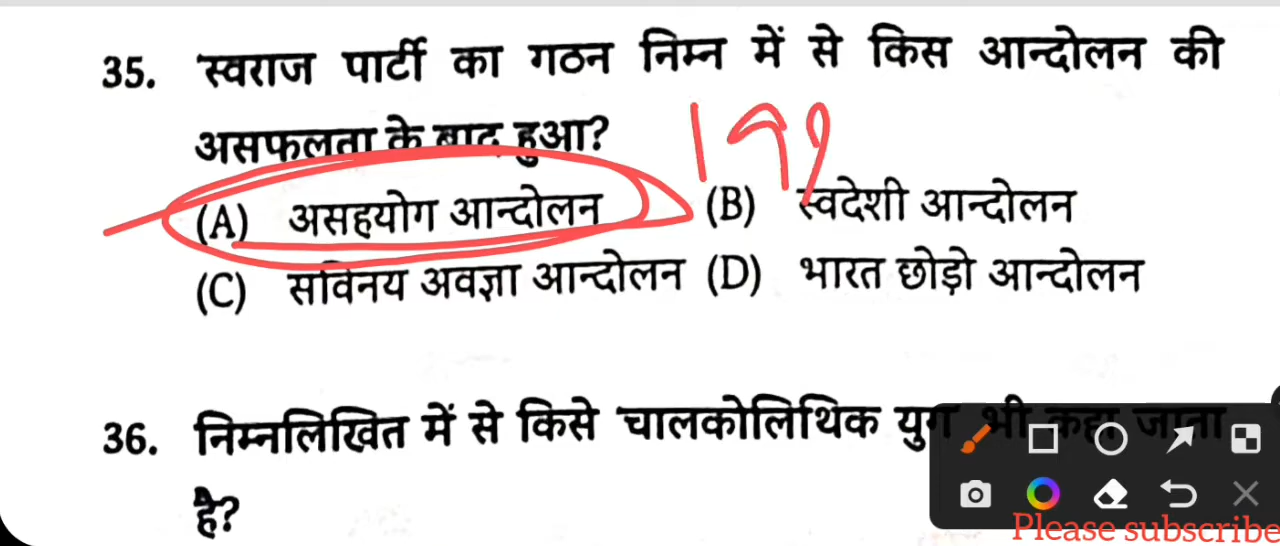 35. स्वराज पार्टी का गठन निम्न में से किस आन्दोलन की
असफलता के बाद हुआ?
199
(A) असहयोग आन्दोलन (B) स्वदेशी आन्दोलन
(C) सविनय अवज्ञा आन्दोलन (D) भारत छोड़ो आन्दोलन
36. निम्नलिखित में से किसे चालकोलिथिक युग भी कहा जाता
है?
Please subscribe